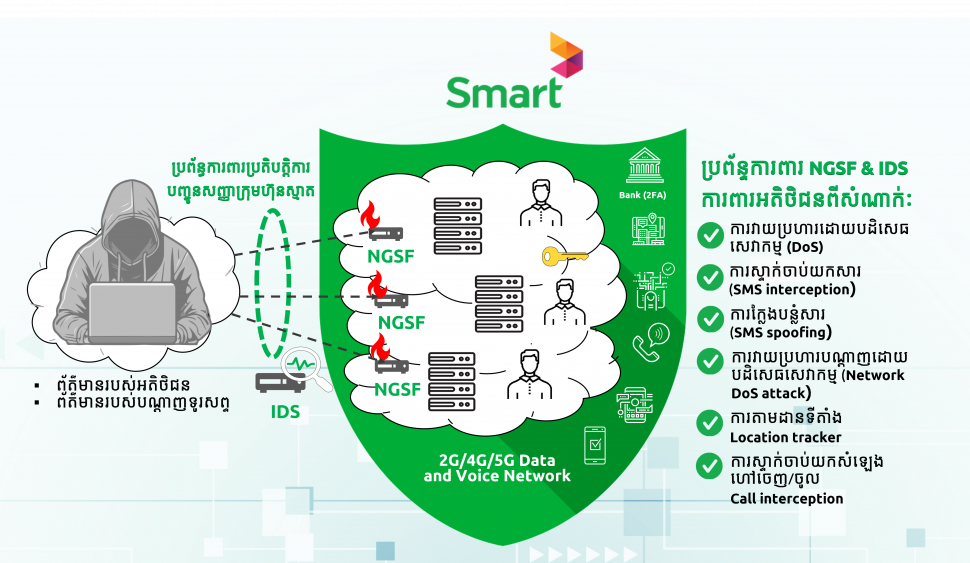 Smart
ប្រព័ន្ធការពារប្រតិបត្តិការ
បញ្ជូនសញ្ញាក្រុមហ៊ុនស្មាត
NGSF
NGSF
NGSF
IDS
▪ ព័ត៌មានរបស់អតិថិជន
▪ ព័ត៌មានរបស់បណ្តាញទូរសព្ទ
Bank (2FA)
2G/4G/5G Data
and Voice Network
ប្រព័ន្ធការពារ NGSF & IDS
ការពារអតិថិជនពីសំណាក់:
ការវាយប្រហារដោយបដិសេធ
សេវាកម្ម (DoS)
ការស្ទាក់ចាប់យកសារ
(SMS interception)
ការក្លែងបន្លំសារ
(SMS spoofing)
ការវាយប្រហារបណ្តាញដោយ
បដិសេធសេវាកម្ម (Network
DoS attack)
ការតាមដានទីតាំង
Location tracker
ការស្ទាក់ចាប់យកសំឡេង
ហៅចេញ/ចូល
Call interception